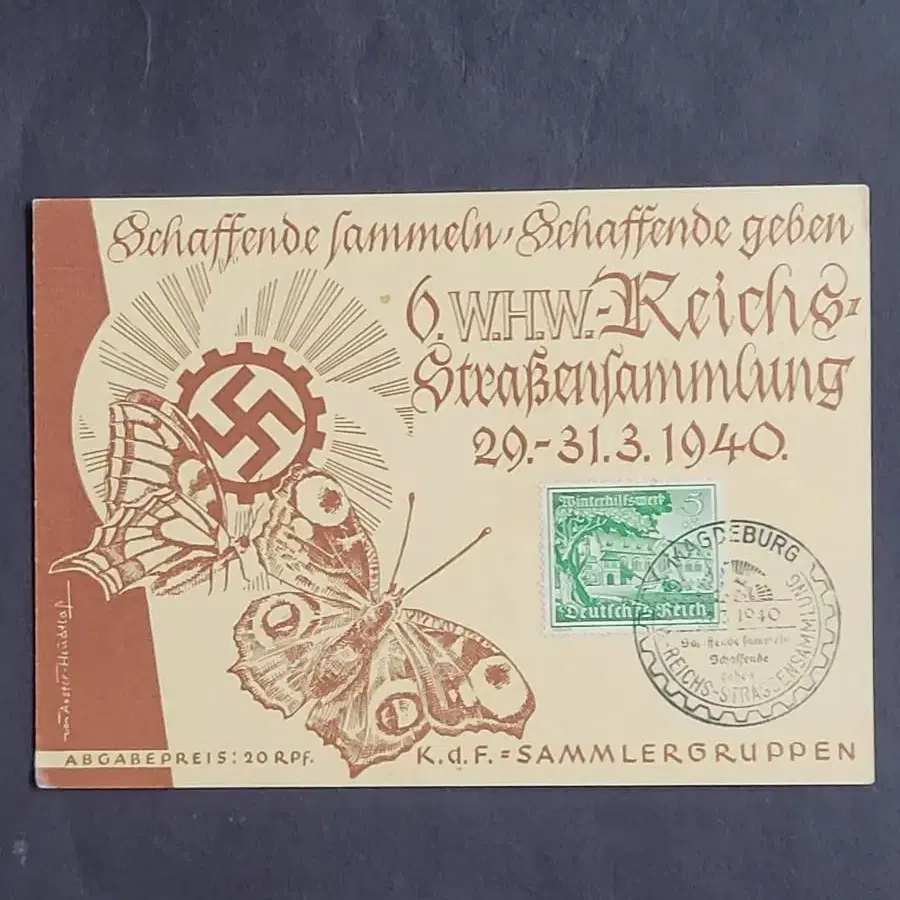 Schaffende sammeln, Schaffende geben
6. W.H.W.-Reichs-
Straßensammlung
29.-31.3.1940.
Winterhilfswerk
5
Deutsches Reich
MAGDEBURG
1940
Schaffende sammeln
Schaffende
geben
REICHS-STRASSENSAMMLUNG
ABGABEPREIS: 20 RPf.
K.d.F. = SAMMLERGRUPPEN